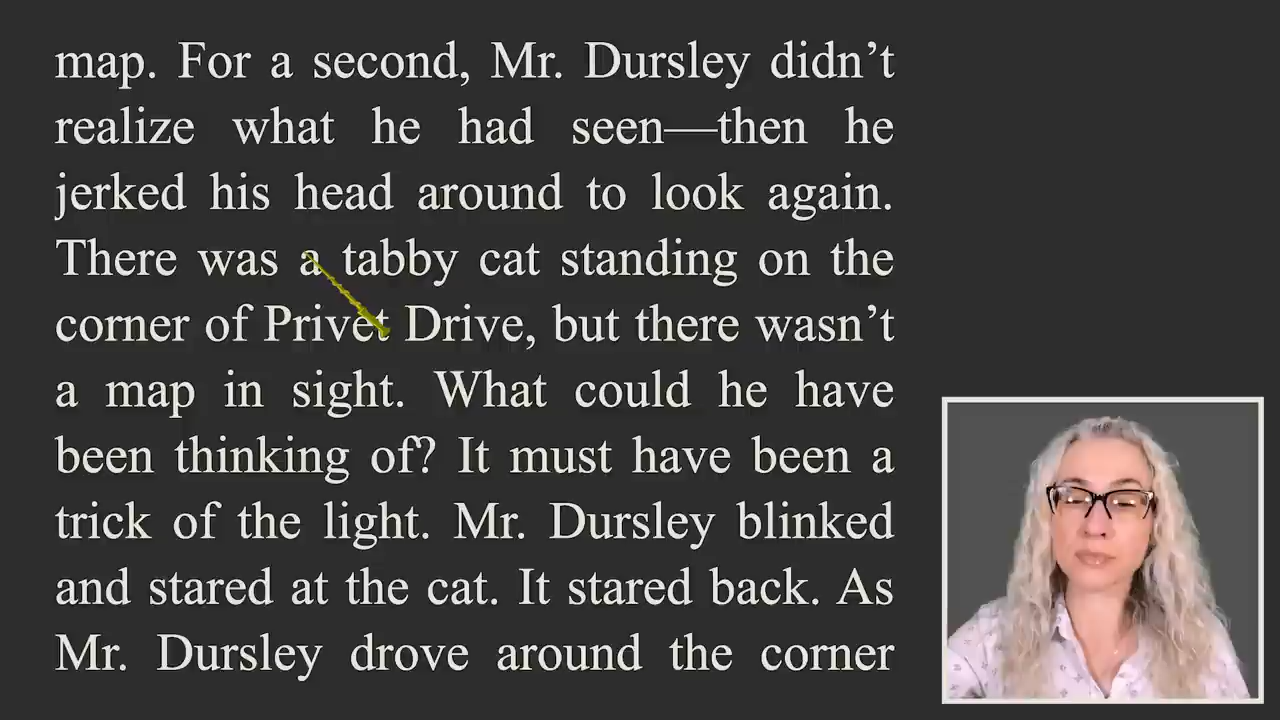 map. For a second, Mr. Dursley didn’t
realize what he had seen—then he
jerked his head around to look again.
There was a tabby cat standing on the
corner of Privet Drive, but there wasn’t
a map in sight. What could he have
been thinking of? It must have been a
trick of the light. Mr. Dursley blinked
and stared at the cat. It stared back. As
Mr. Dursley drove around the corner